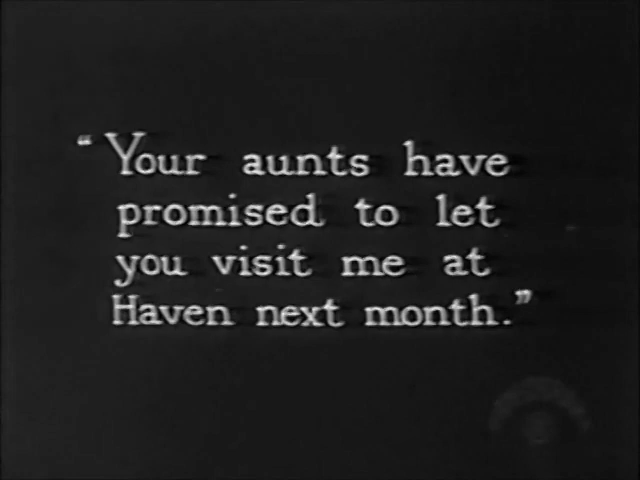 “Your aunts have
promised to let
you visit me at
Haven next month.”